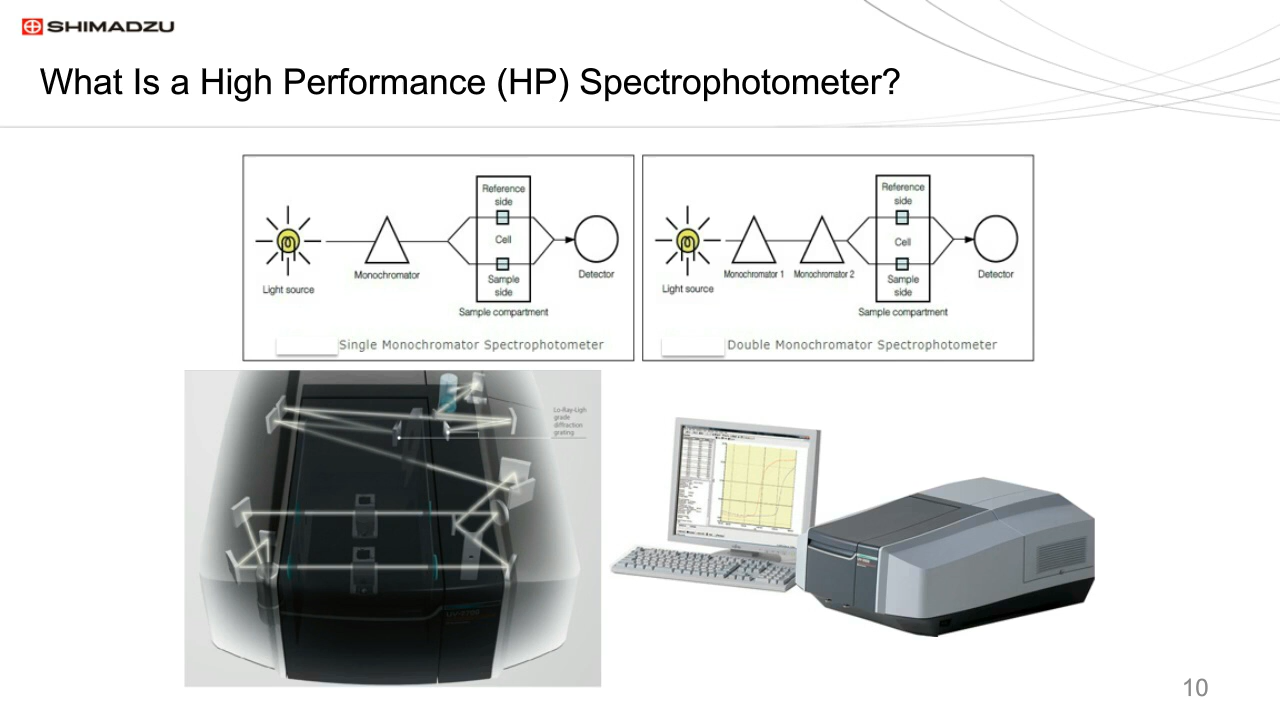 SHIMADZU
What Is a High Performance (HP) Spectrophotometer?
Reference
side
Cell
Sample
side
Light source
Monochromator
Detector
Sample compartment
Single Monochromator Spectrophotometer
Reference
side
Cell
Sample
side
Light source
Monochromator 1
Monochromator 2
Detector
Sample compartment
Double Monochromator Spectrophotometer
Lo-Ray-Ligh
grade
diffraction
grating
10